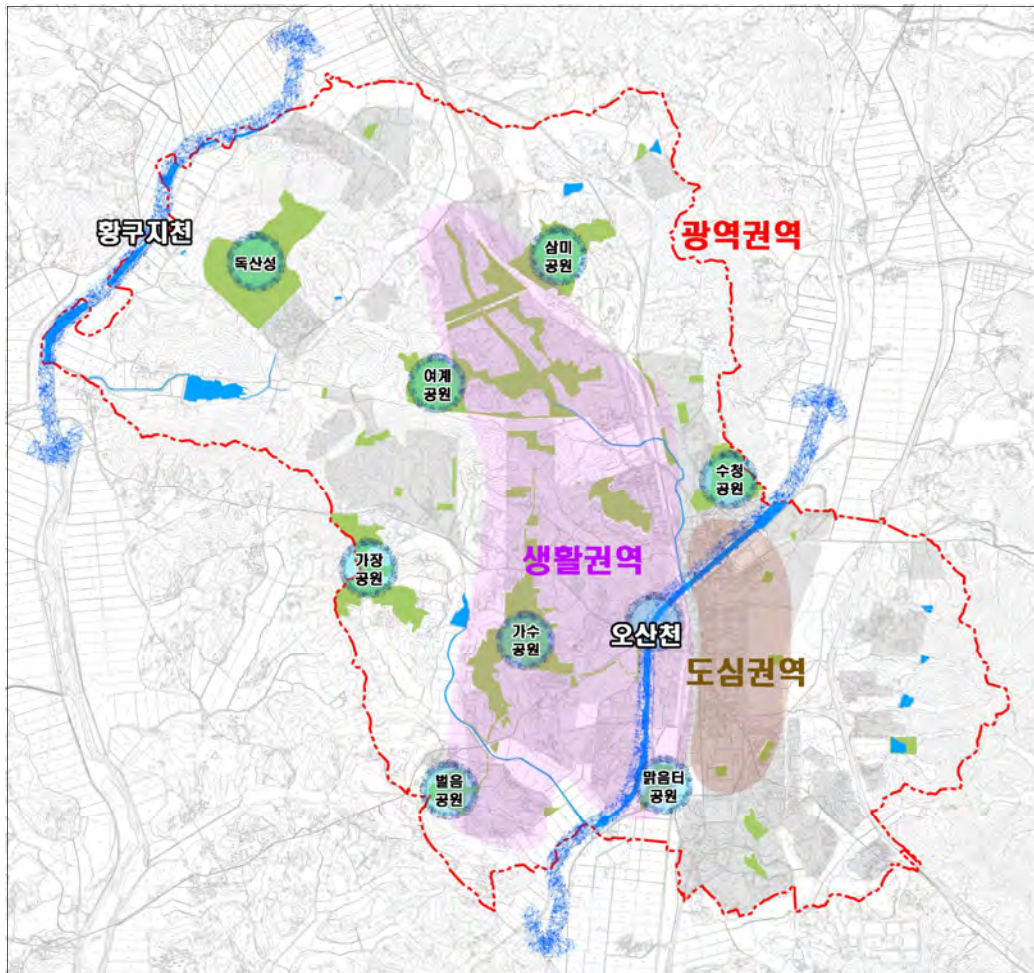 황구지천
독산성
삼미
공원
광역권역
여계
공원
수청
공원
가장
공원
생활권역
가수
공원
오산천
도심권역
벌음
공원
맑음터
공원